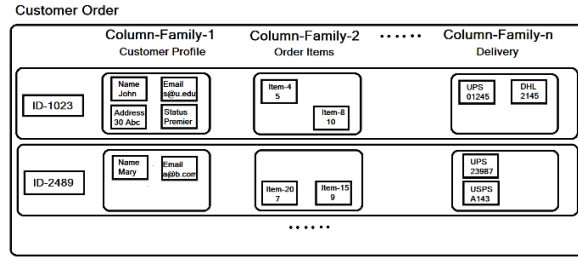 Customer Order
Column-Family-1 Column-Family-2 ...... Column-Family-n
Customer Profile Order Items Delivery
ID-1023
Name
John
Email
s@u.edu
Address
30 Abc
Status
Premier
Item-4
5
Item-8
10
UPS
01245
DHL
2145
ID-2489
Name
Mary
Email
a@b.com
Item-20
7
Item-15
9
UPS
23987
USPS
A143
......